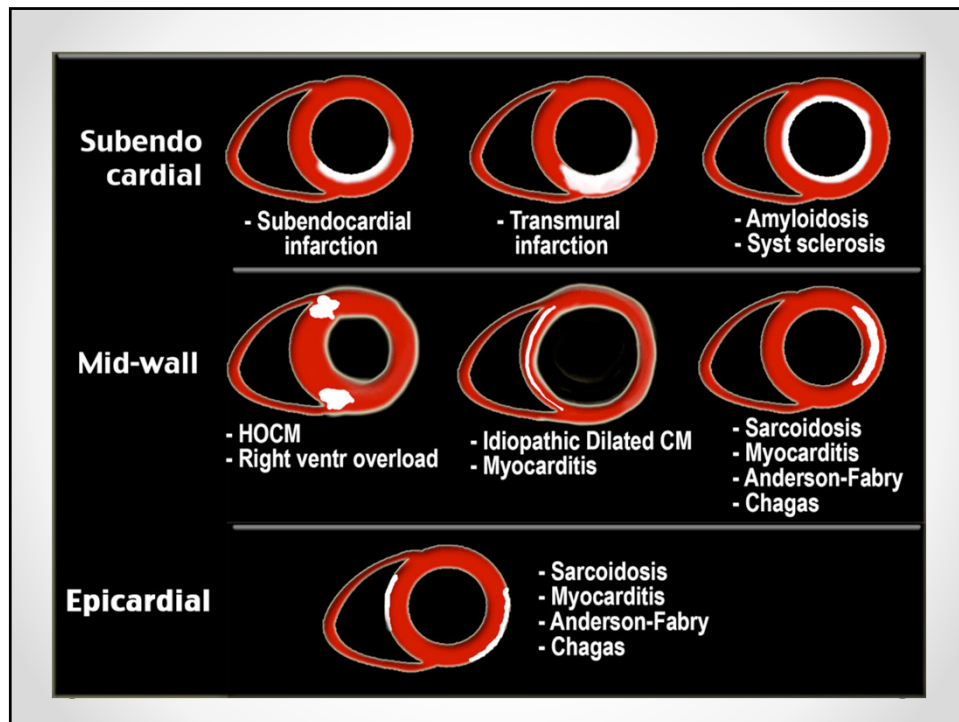 Subendo
cardial
- Subendocardial
infarction
- Transmural
infarction
- Amyloidosis
- Syst sclerosis
Mid-wall
- HOCM
- Right ventr overload
- Idiopathic Dilated CM
- Myocarditis
- Sarcoidosis
- Myocarditis
- Anderson-Fabry
- Chagas
Epicardial
- Sarcoidosis
- Myocarditis
- Anderson-Fabry
- Chagas